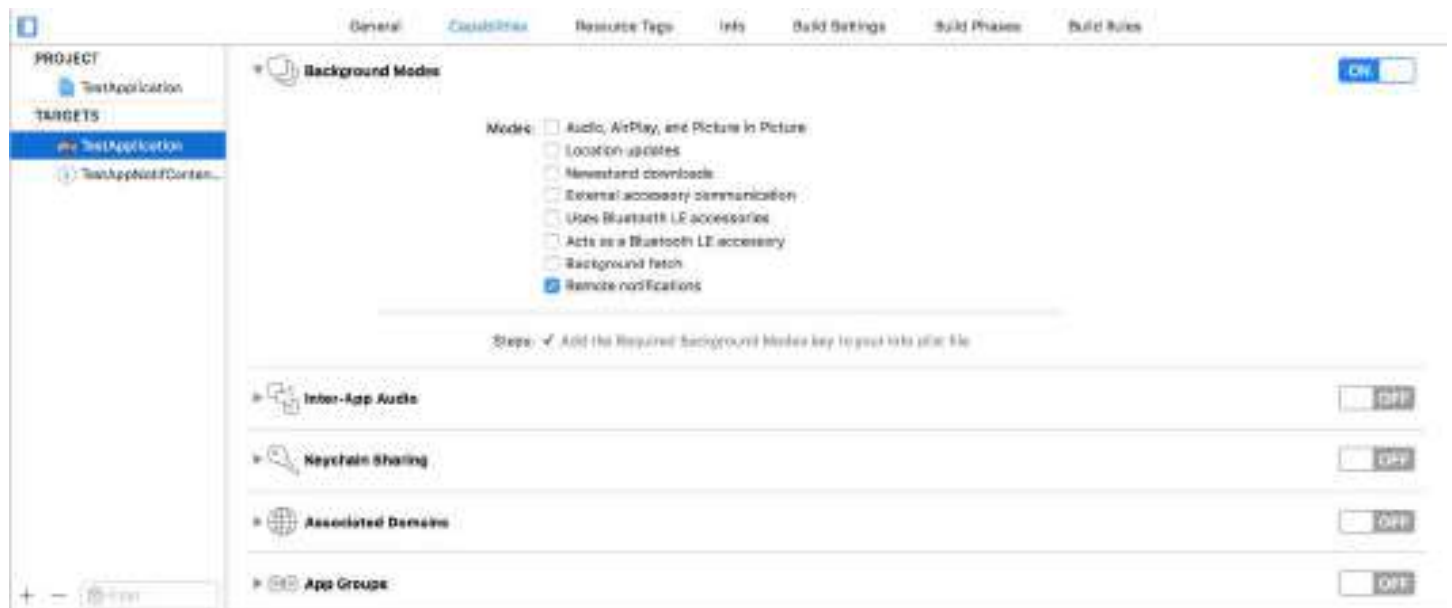 General Capabilities Resource Tags Info Build Settings Build Phases Build Rules
PROJECT
TestApplication
TARGETS
TestApplication
TestAppNotifConten...
Background Modes
ON
Modes: Audio, AirPlay, and Picture in Picture
Location updates
Newsstand downloads
External accessory communication
Uses Bluetooth LE accessories
Acts as a Bluetooth LE accessory
Background fetch
Remote notifications
Steps: ✓ Add the Required Background Modes key to your info plist file
Inter-App Audio
OFF
Keychain Sharing
OFF
Associated Domains
OFF
App Groups
OFF
+ − Filter